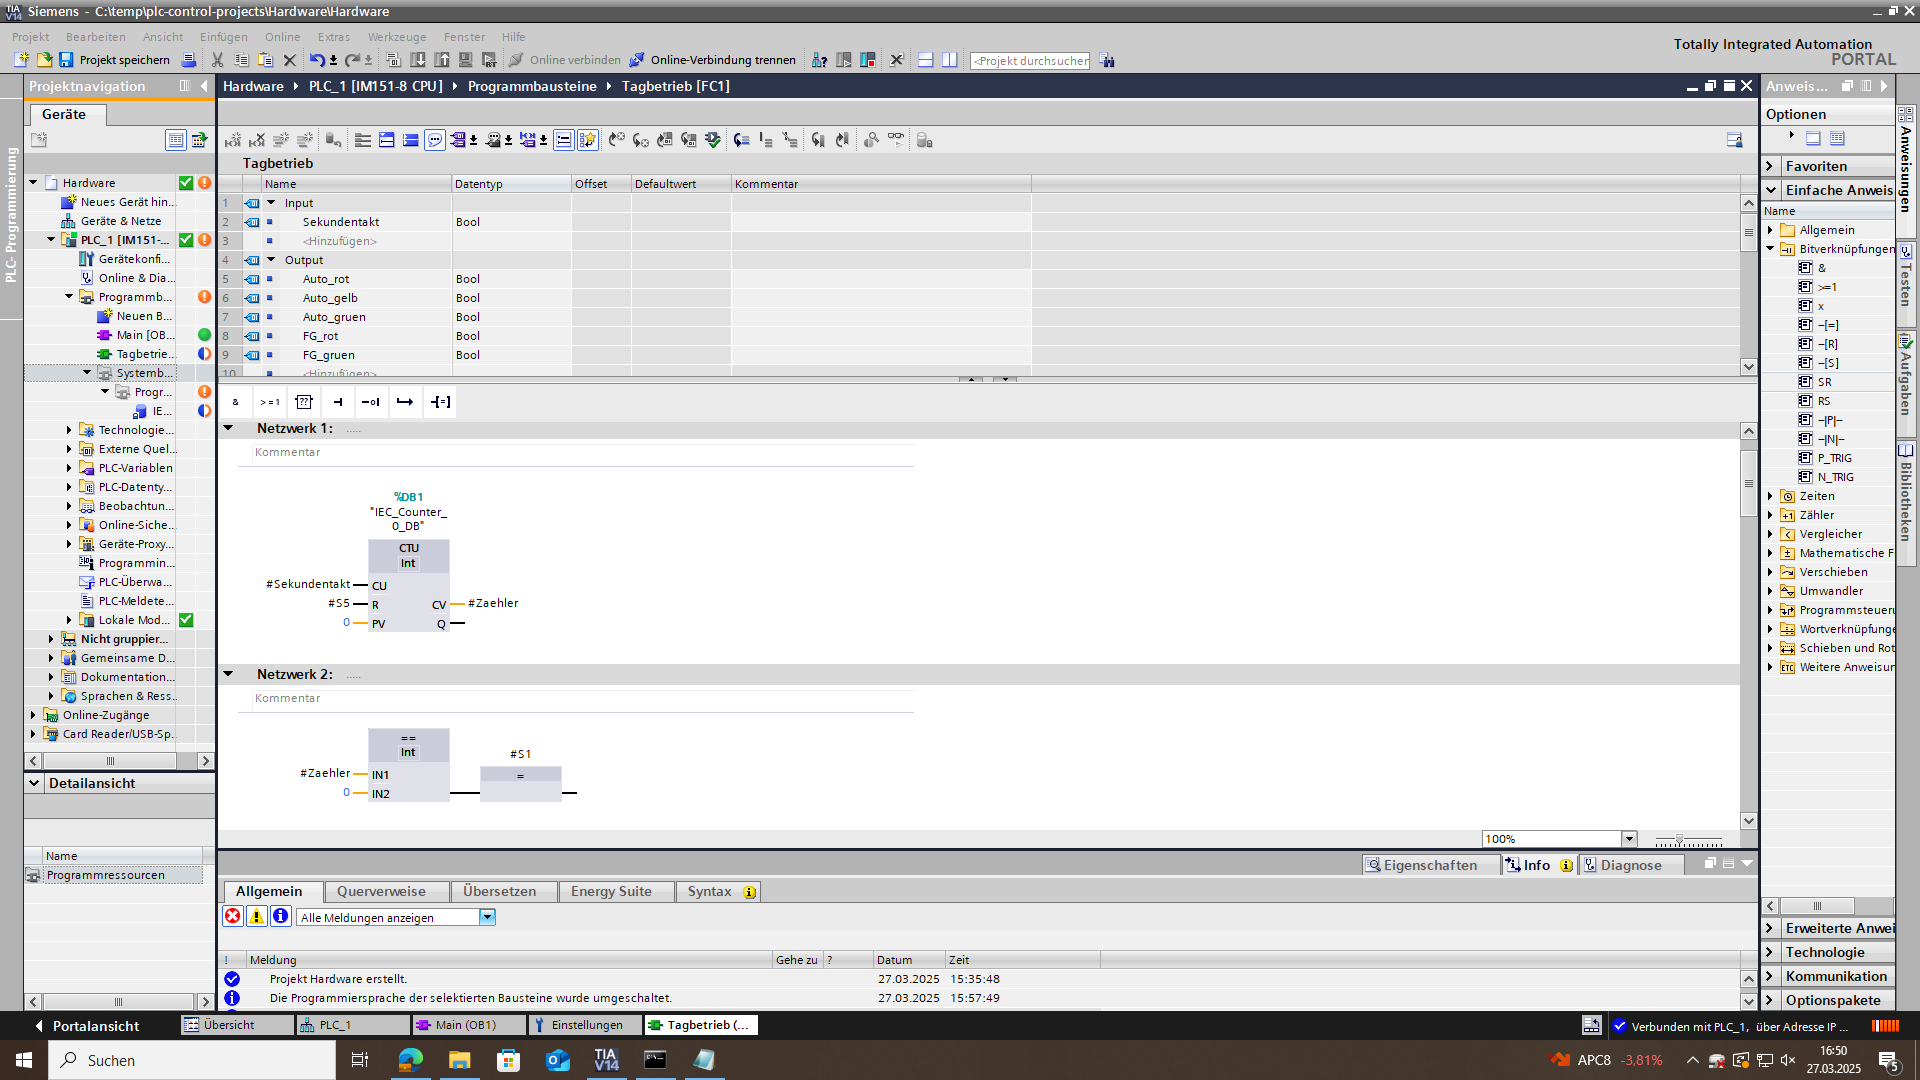 Siemens - C:\temp\plc-control-projects\Hardware\Hardware
Projekt Bearbeiten Ansicht Einfügen Online Extras Werkzeuge Fenster Hilfe
Totally Integrated Automation
PORTAL
Projekt speichern Online verbinden Online-Verbindung trennen <Projekt durchsuchen
Projektnavigation
Hardware PLC_1 [IM151-8 CPU] Programmbausteine Tagbetrieb [FC1]
Anweis...
Geräte
Optionen
PLC- Programmierung
Hardware
Neues Gerät hin..
Geräte & Netze
PLC_1 [IM151-...
Gerätekonfi...
Online & Dia...
Programmb...
Neuen B...
Main [OB...
Tagbetrie...
Systemb...
Progr...
IE...
Technologie...
Externe Quel...
PLC-Variablen
PLC-Datenty...
Beobachtun...
Online-Siche...
Geräte-Proxy...
Programmin...
PLC-Überwa...
PLC-Meldete...
Lokale Mod...
Nicht gruppier...
Gemeinsame D...
Dokumentation...
Sprachen & Ress..
Online-Zugänge
Card Reader/USB-Sp..
Detailansicht
Name
Programmressourcen
Tagbetrieb
Name Datentyp Offset Defaultwert Kommentar
1 Input
2 Sekundentakt Bool
3 <Hinzufügen>
4 Output
5 Auto_rot Bool
6 Auto_gelb Bool
7 Auto_gruen Bool
8 FG_rot Bool
9 FG_gruen Bool
10 <Hinzufügen>
& >=1 ??
Netzwerk 1: .....
Kommentar
%DB1
"IEC_Counter_
0_DB"
CTU
Int
#Sekundentakt CU
#S5 R CV #Zaehler
0 PV Q
Netzwerk 2: .....
Kommentar
==
Int #S1
#Zaehler IN1 =
0 IN2
100%
Eigenschaften Info Diagnose
Allgemein Querverweise Übersetzen Energy Suite Syntax
Alle Meldungen anzeigen
! Meldung Gehe zu ? Datum Zeit
Projekt Hardware erstellt. 27.03.2025 15:35:48
Die Programmiersprache der selektierten Bausteine wurde umgeschaltet. 27.03.2025 15:57:49
Favoriten
Einfache Anweis
Name
Allgemein
Bitverknüpfungen
&
>=1
x
–[=]
–[R]
–[S]
SR
RS
–|P|–
–|N|–
P_TRIG
N_TRIG
Zeiten
Zähler
Vergleicher
Mathematische F
Verschieben
Umwandler
Programmsteueru
Wortverknüpfunge
Schieben und Rot
Weitere Anweisun
Erweiterte Anwei
Technologie
Kommunikation
Optionspakete
Anweisungen
Testen
Aufgaben
Bibliotheken
Portalansicht Übersicht PLC_1 Main (OB1) Einstellungen Tagbetrieb (... Verbunden mit PLC_1, über Adresse IP ...
Suchen
TIA V14
APC8 -3,81%
16:50
27.03.2025
5